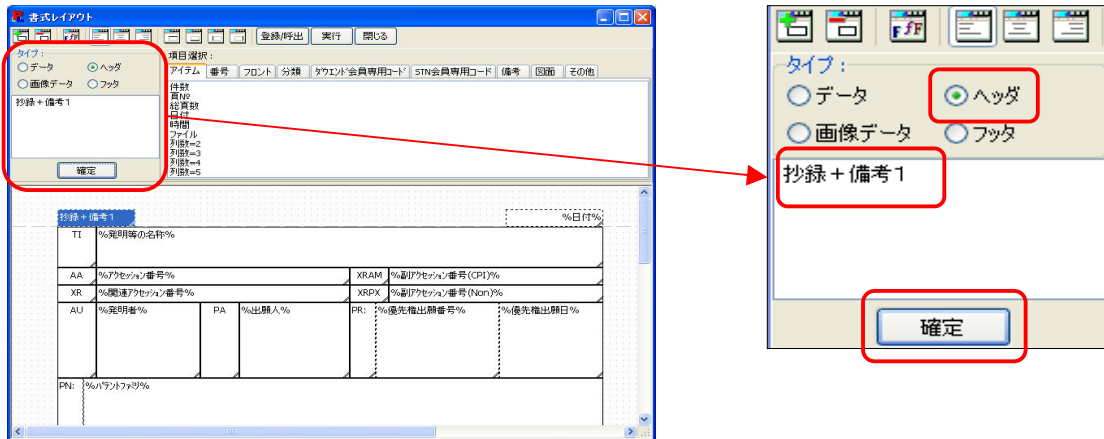 書式レイアウト
FfF 登録/呼出 実行 閉じる
タイプ：
データ ヘッダ
画像データ フッタ
抄録＋備考1
確定
項目選択：
アイテム 番号 フロント 分類 ダウエント会員専用コード STN会員専用コード 備考 図面 その他
件数
頁№
総頁数
日付
時間
ファイル
列数=2
列数=3
列数=4
列数=5
抄録＋備考1 %日付%
TI %発明等の名称%
AA %アクセッション番号% XRAM %副アクセッション番号(CPI)%
XR %関連アクセッション番号% XRPX %副アクセッション番号(Non)%
AU %発明者% PA %出願人% PR: %優先権出願番号% %優先権出願日%
PN: %パテントファミリ%
FfF
タイプ：
データ ヘッダ
画像データ フッタ
抄録＋備考1
確定